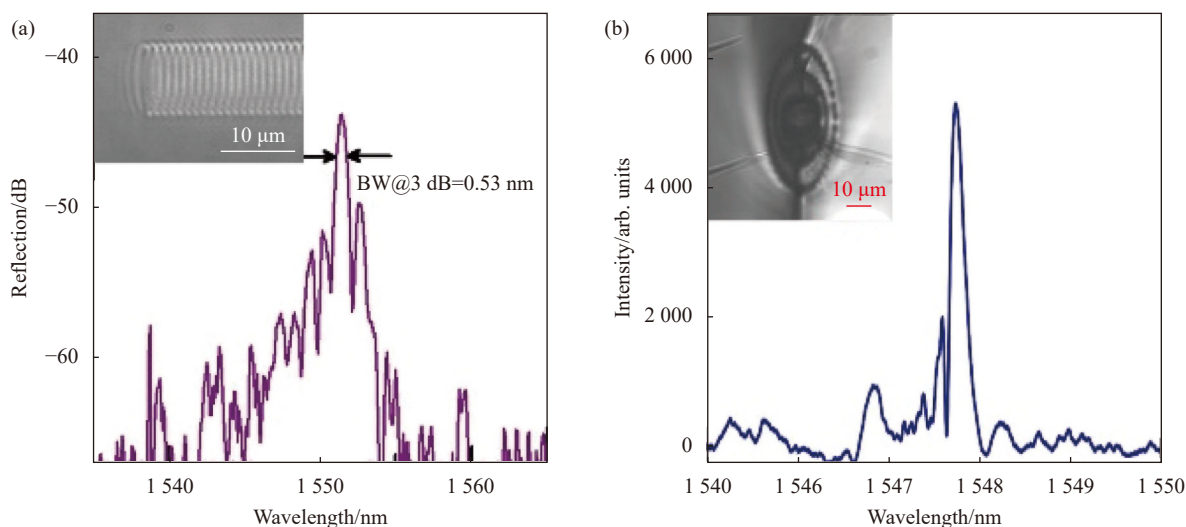 (a)
−40
−50
−60
Reflection/dB
10 μm
BW@3 dB=0.53 nm
1 540
1 550
1 560
Wavelength/nm
(b)
6 000
4 000
2 000
0
Intensity/arb. units
10 μm
1 540
1 546
1 547
1 548
1 549
1 550
Wavelength/nm